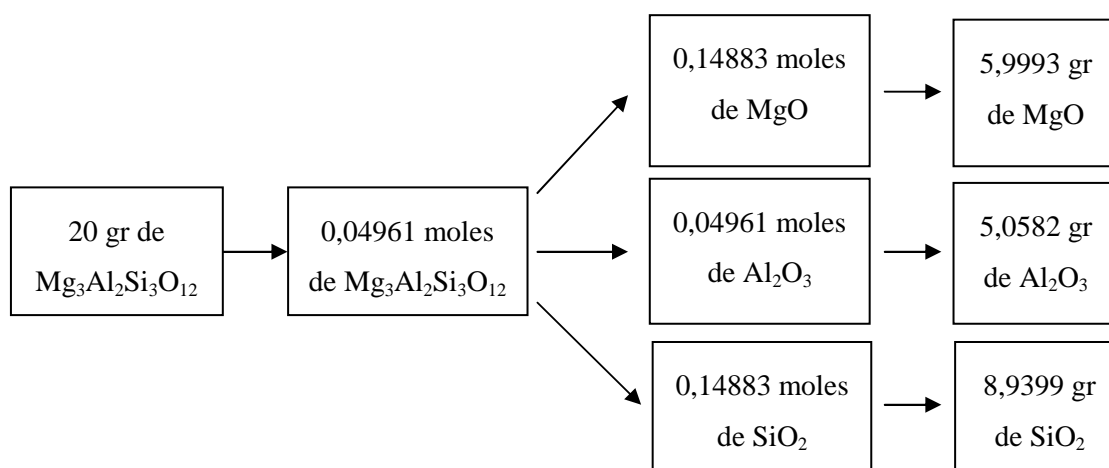 20 gr de
Mg₃Al₂Si₃O₁₂
0,04961 moles
de Mg₃Al₂Si₃O₁₂
0,14883 moles
de MgO
5,9993 gr
de MgO
0,04961 moles
de Al₂O₃
5,0582 gr
de Al₂O₃
0,14883 moles
de SiO₂
8,9399 gr
de SiO₂